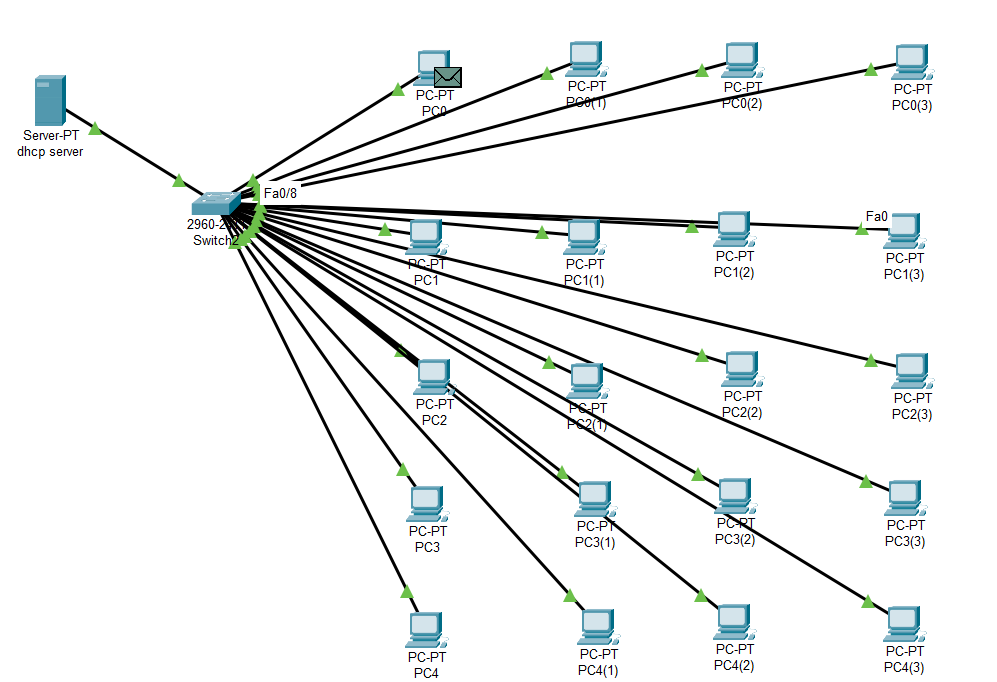 PC-PT
PC0
PC-PT
PC0(1)
PC-PT
PC0(2)
PC-PT
PC0(3)
Server-PT
dhcp server
Fa0/8
2960-2
Switch2
Fa0
PC-PT
PC1
PC-PT
PC1(1)
PC-PT
PC1(2)
PC-PT
PC1(3)
PC-PT
PC2
PC-PT
PC2(1)
PC-PT
PC2(2)
PC-PT
PC2(3)
PC-PT
PC3
PC-PT
PC3(1)
PC-PT
PC3(2)
PC-PT
PC3(3)
PC-PT
PC4
PC-PT
PC4(1)
PC-PT
PC4(2)
PC-PT
PC4(3)